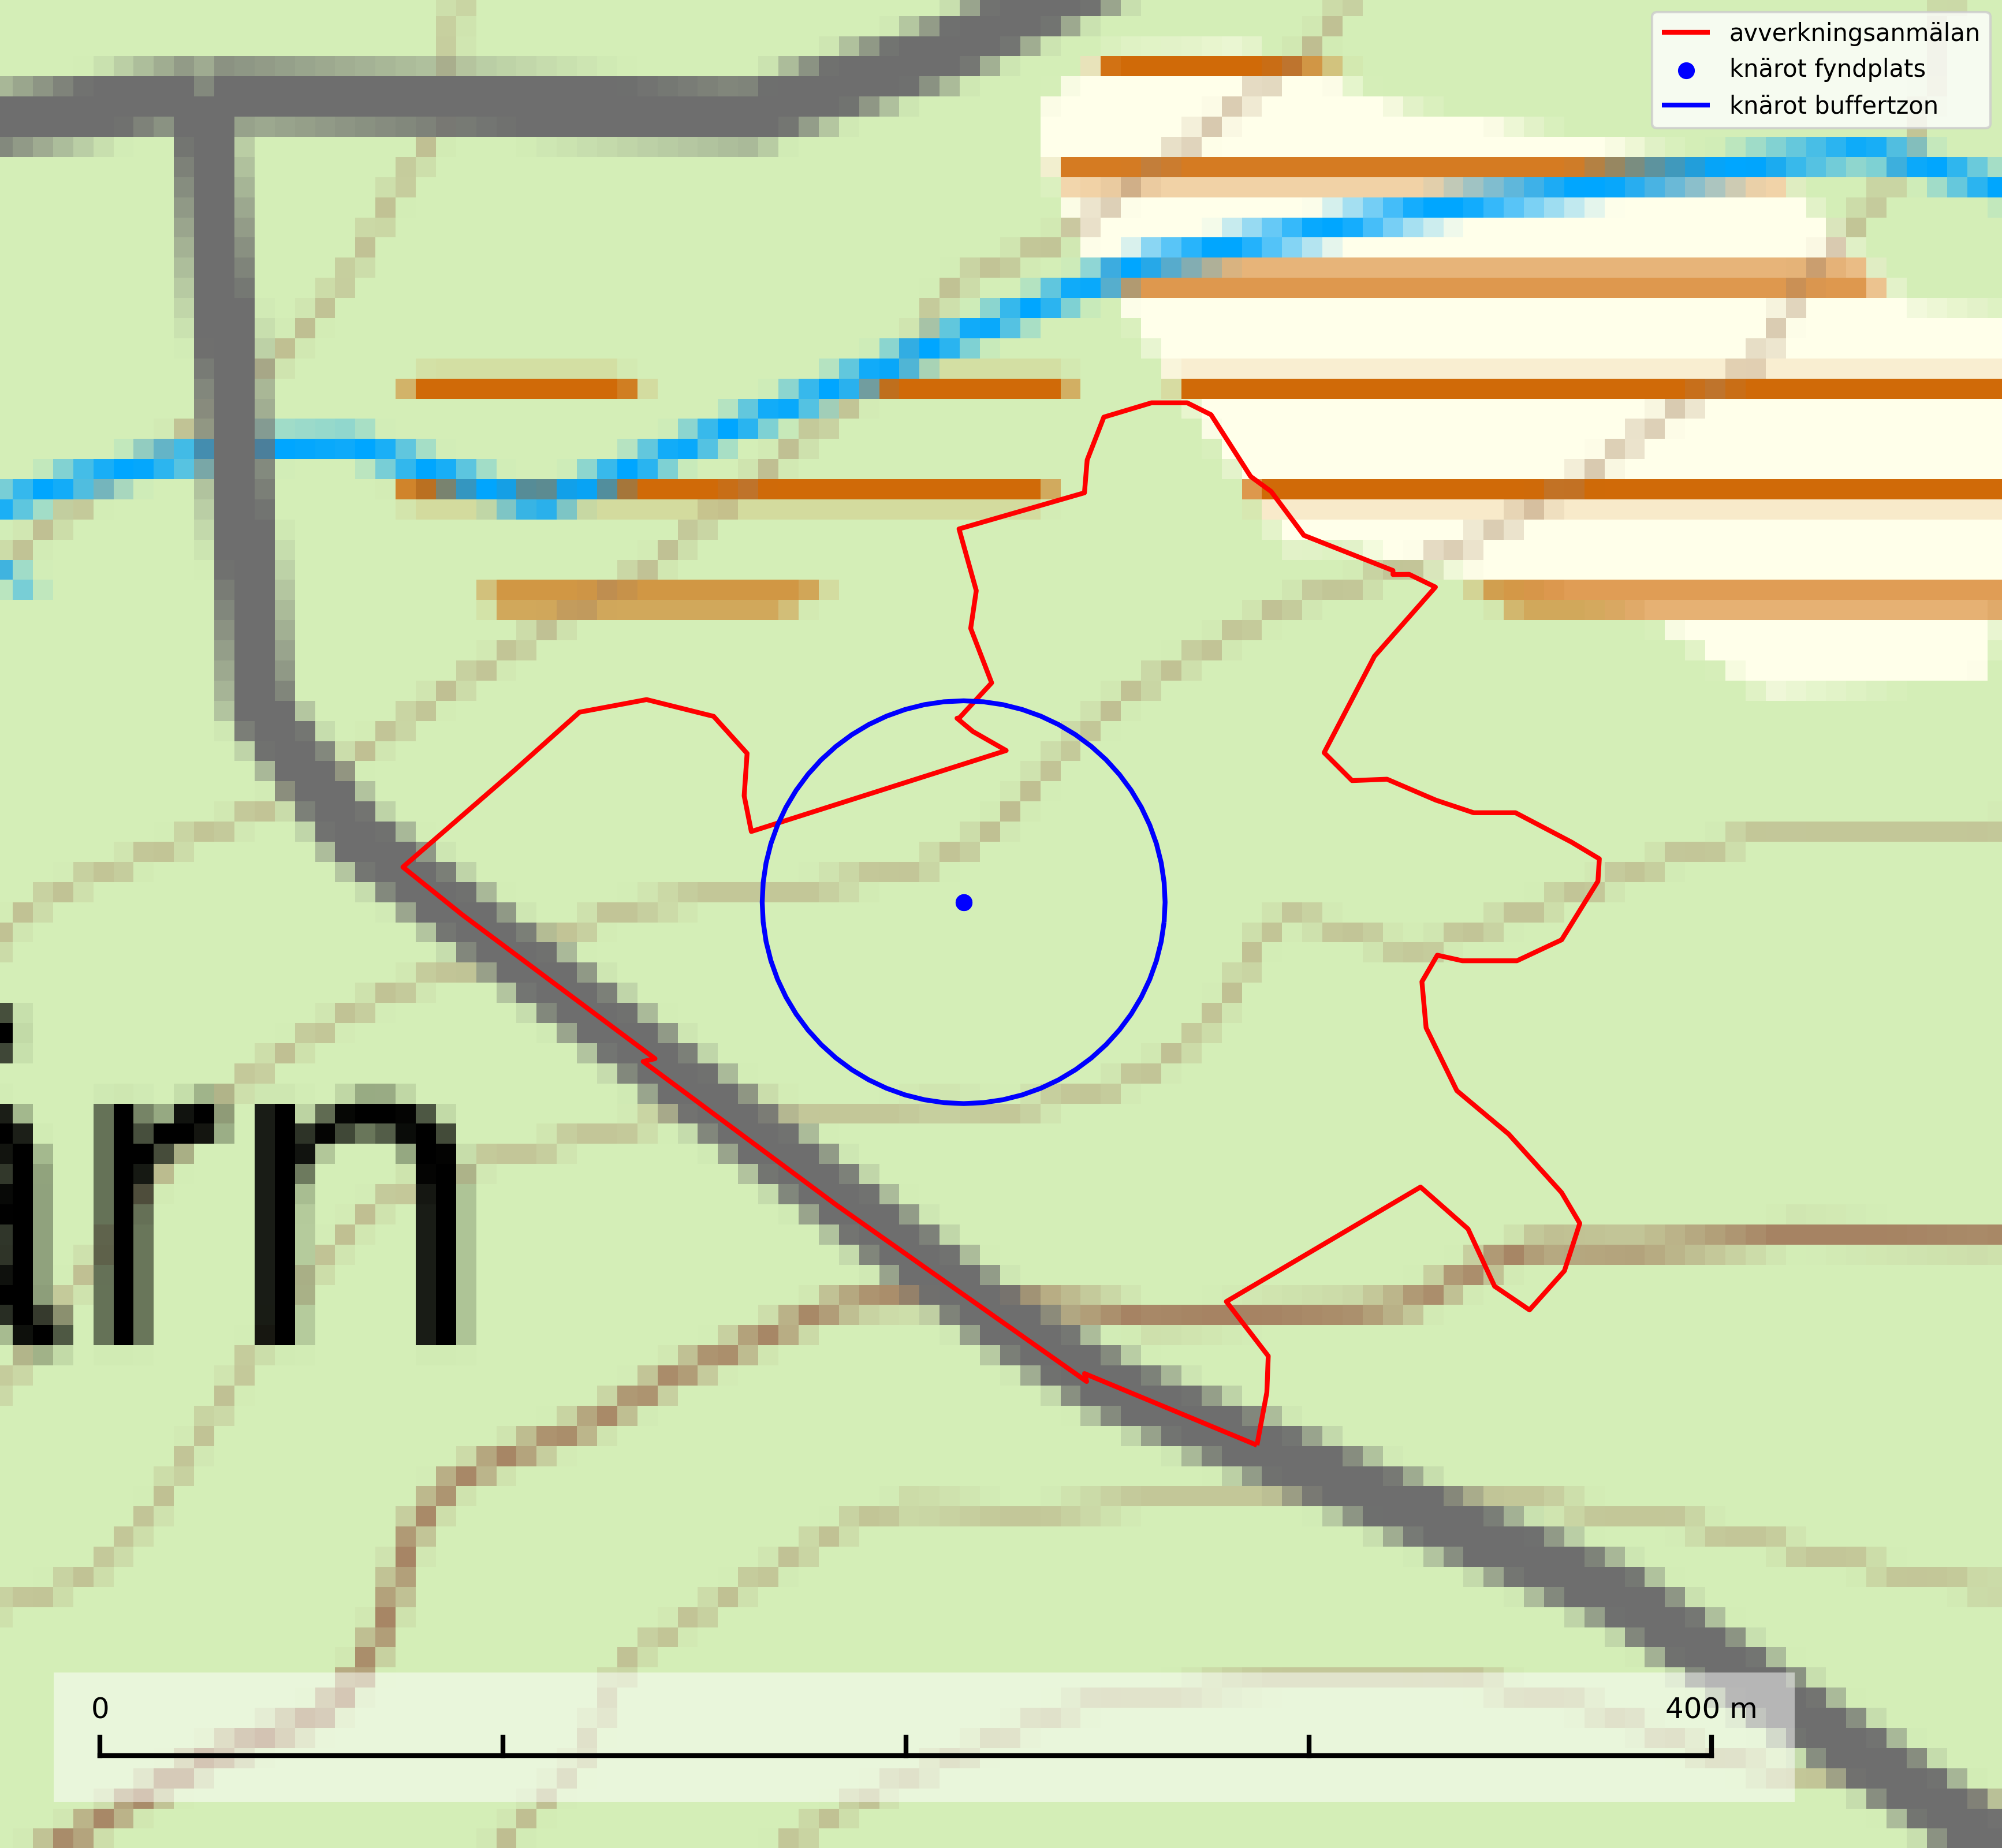 avverkningsanmälan
knärot fyndplats
knärot buffertzon
rn
0 400 m